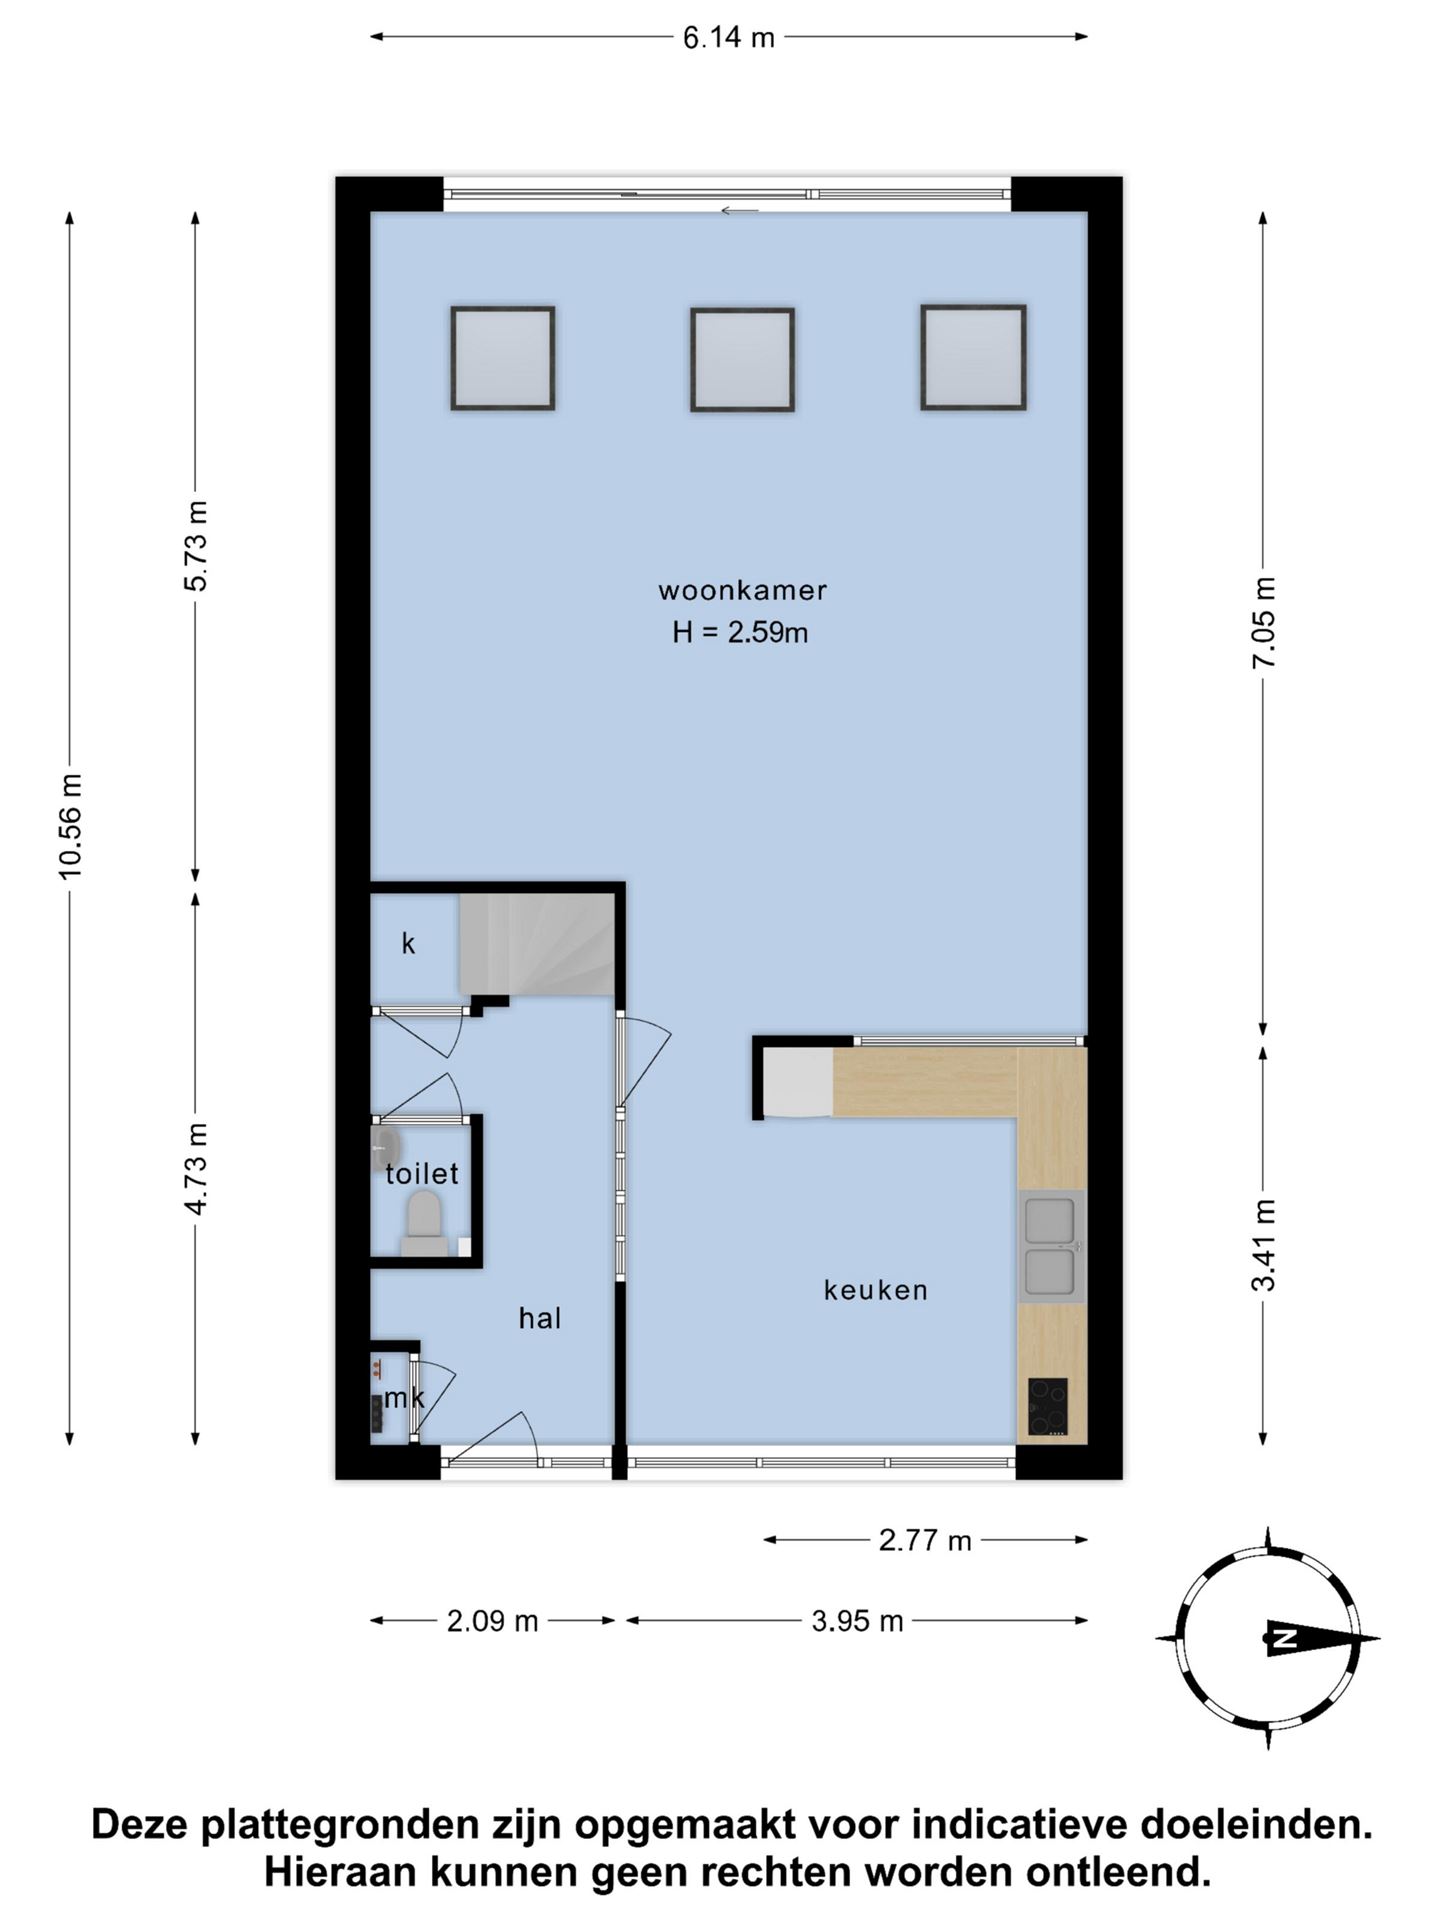 6.14 m
5.73 m
7.05 m
woonkamer
H = 2.59m
10.56 m
k
4.73 m
toilet
3.41 m
keuken
hal
mk
2.77 m
2.09 m
3.95 m
N
Deze plattegronden zijn opgemaakt voor indicatieve doeleinden.
Hieraan kunnen geen rechten worden ontleend.